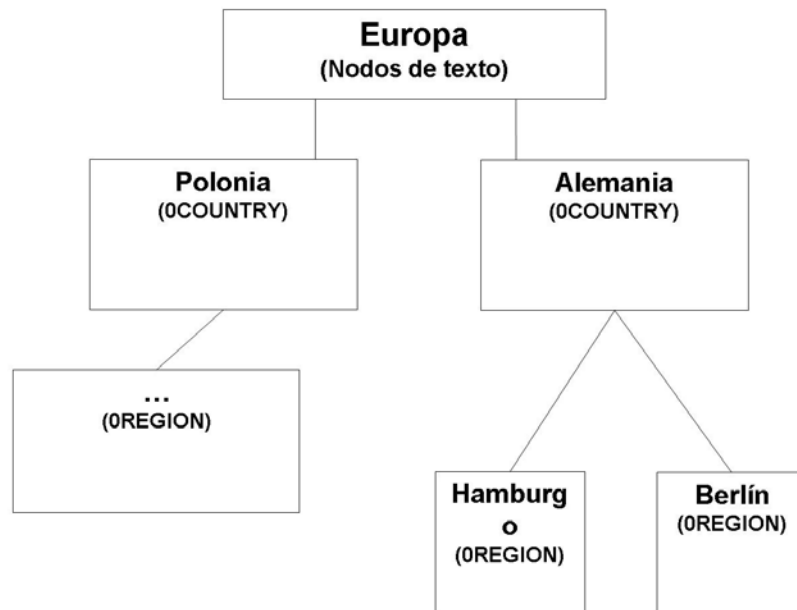 Europa
(Nodos de texto)
Polonia
(0COUNTRY)
Alemania
(0COUNTRY)
...
(0REGION)
Hamburg
o
(0REGION)
Berlín
(0REGION)